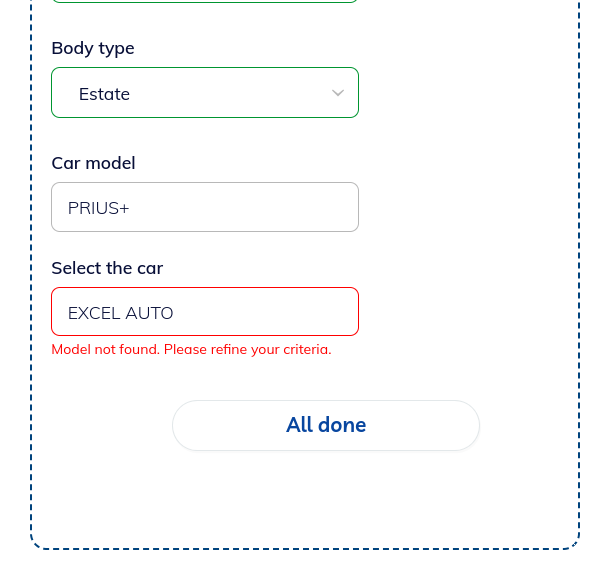 Body type
Estate
Car model
PRIUS+
Select the car
EXCEL AUTO
Model not found. Please refine your criteria.
All done